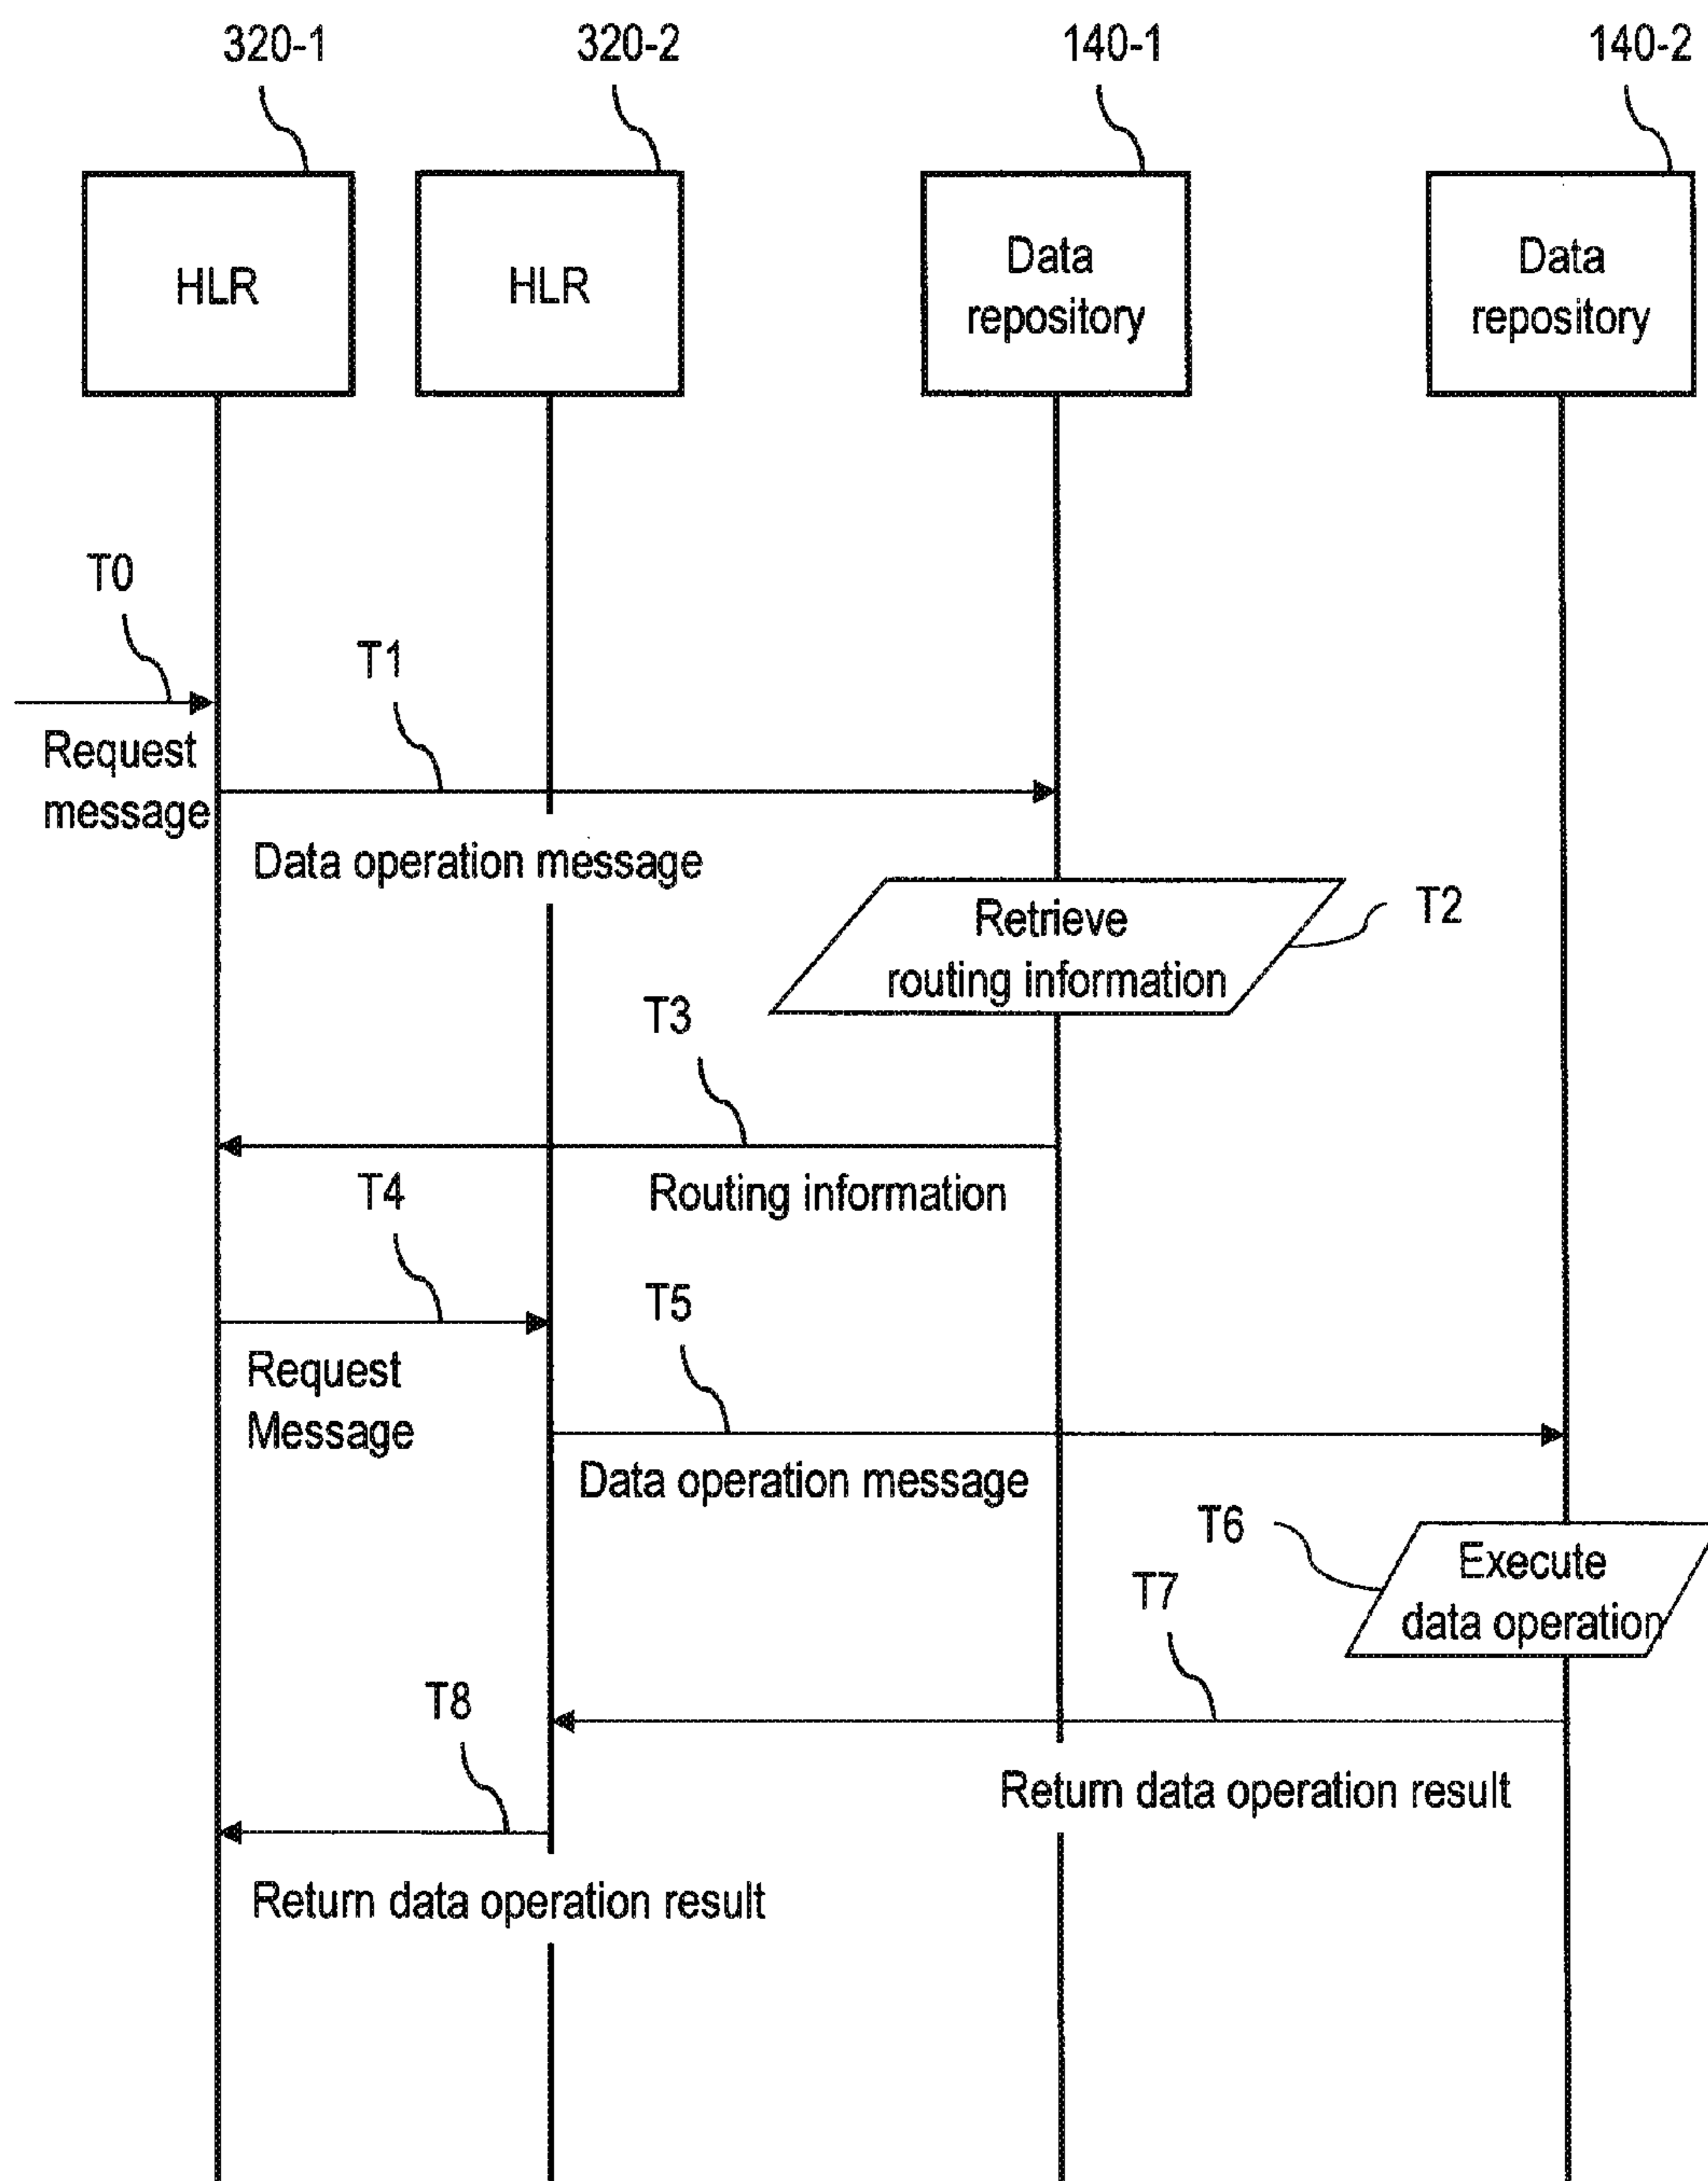 320-1
320-2
140-1
140-2
HLR
HLR
Data
repository
Data
repository
T0
Request
message
T1
Data operation message
Retrieve
routing information
T2
T3
Routing information
T4
Request
Message
T5
Data operation message
T6
Execute
data operation
T7
Return data operation result
T8
Return data operation result